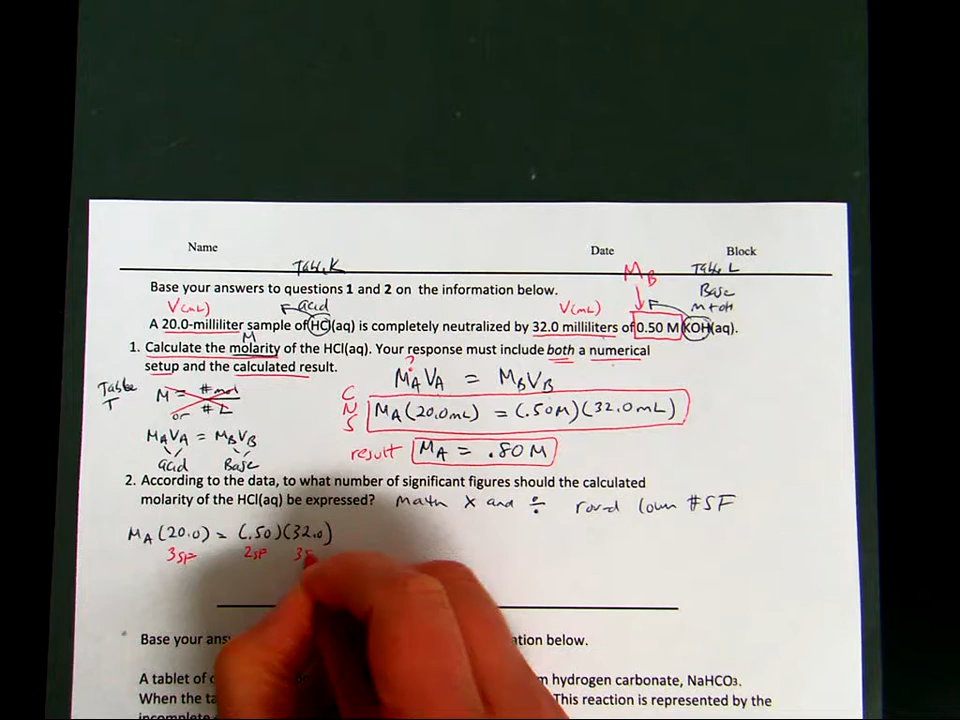 Name Date Block
Table K Table L
MB Base
Base your answers to questions 1 and 2 on the information below.
V(mL) acid V(mL) M+OH
A 20.0-milliliter sample of HCl(aq) is completely neutralized by 32.0 milliliters of 0.50 M KOH(aq).
M
1. Calculate the molarity of the HCl(aq). Your response must include both a numerical
setup and the calculated result.
?
MAVA = MBVB
Table
T
M = # mol
or # L
C
N
S
MA(20.0mL) = (.50M)(32.0mL)
MAVA = MBVB
acid Base
result MA = .80M
2. According to the data, to what number of significant figures should the calculated
molarity of the HCl(aq) be expressed? math x and ÷ round #SF
MA(20.0) = (.50)(32.0)
3SF 2SF 3S
Base your ans ation below.
A tablet of m hydrogen carbonate, NaHCO3.
When the ta This reaction is represented by the
incomplete